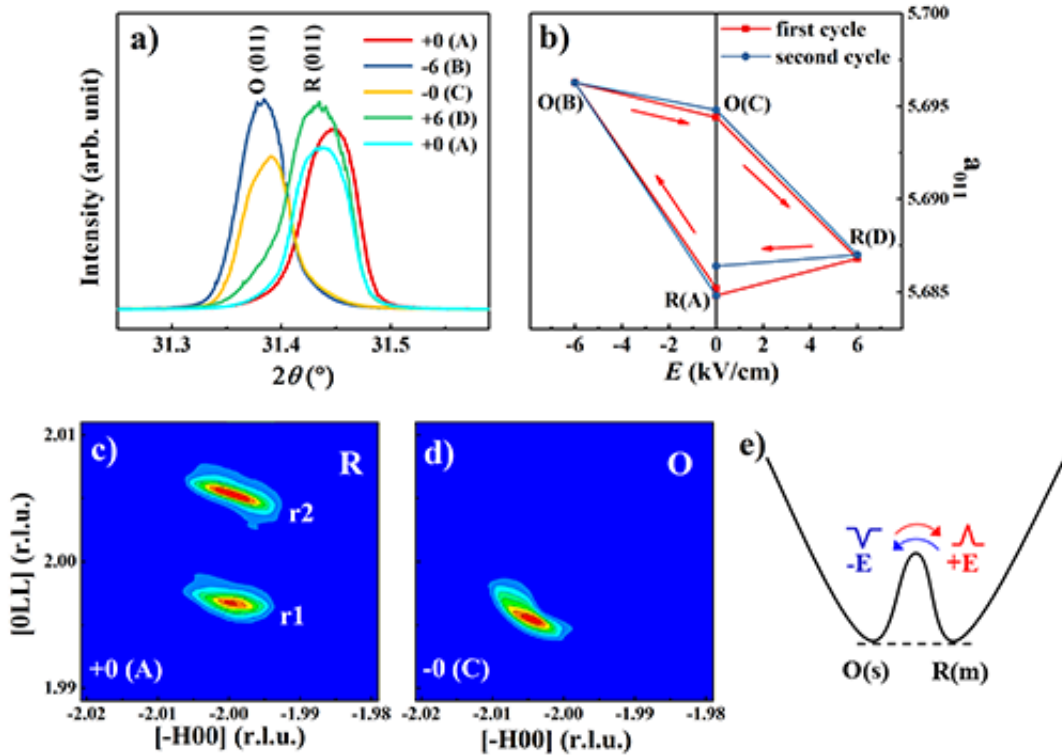 a)
O (011)
R (011)
+0 (A)
-6 (B)
-0 (C)
+6 (D)
+0 (A)
Intensity (arb. unit)
31.3 31.4 31.5
2θ (°)
b)
first cycle
second cycle
O(B)
O(C)
R(D)
R(A)
5.700
5.695
5.690
5.685
a011
-6 -4 -2 0 2 4 6
E (kV/cm)
c)
R
r2
r1
+0 (A)
2.01
2.00
1.99
[0LL] (r.l.u.)
-2.02 -2.01 -2.00 -1.99 -1.98
[-H00] (r.l.u.)
d)
O
-0 (C)
-2.02 -2.01 -2.00 -1.99 -1.98
[-H00] (r.l.u.)
e)
-E
+E
O(s)
R(m)